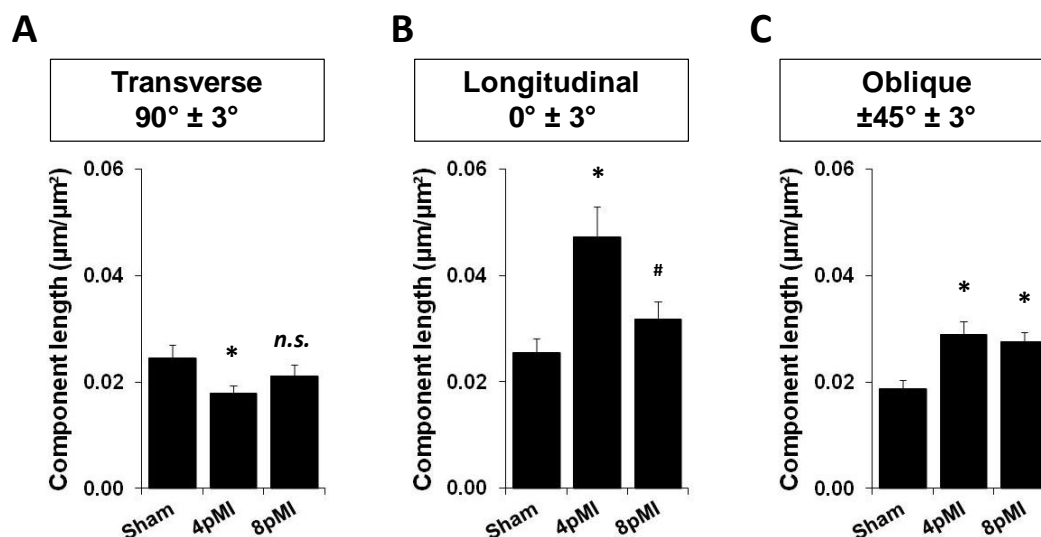 A
Transverse
90° ± 3°
Component length (µm/µm²)
0.06
0.04
0.02
0.00
*
n.s.
Sham
4pMI
8pMI
B
Longitudinal
0° ± 3°
Component length (µm/µm²)
0.06
0.04
0.02
0.00
*
#
Sham
4pMI
8pMI
C
Oblique
±45° ± 3°
Component length (µm/µm²)
0.06
0.04
0.02
0.00
*
*
Sham
4pMI
8pMI